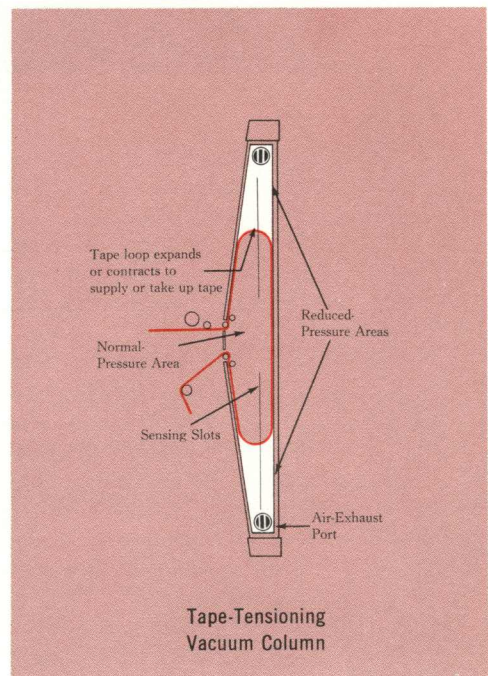 Tape loop expands
or contracts to
supply or take up tape
Normal-
Pressure Area
Reduced-
Pressure Areas
Sensing Slots
Air-Exhaust
Port
Tape-Tensioning
Vacuum Column